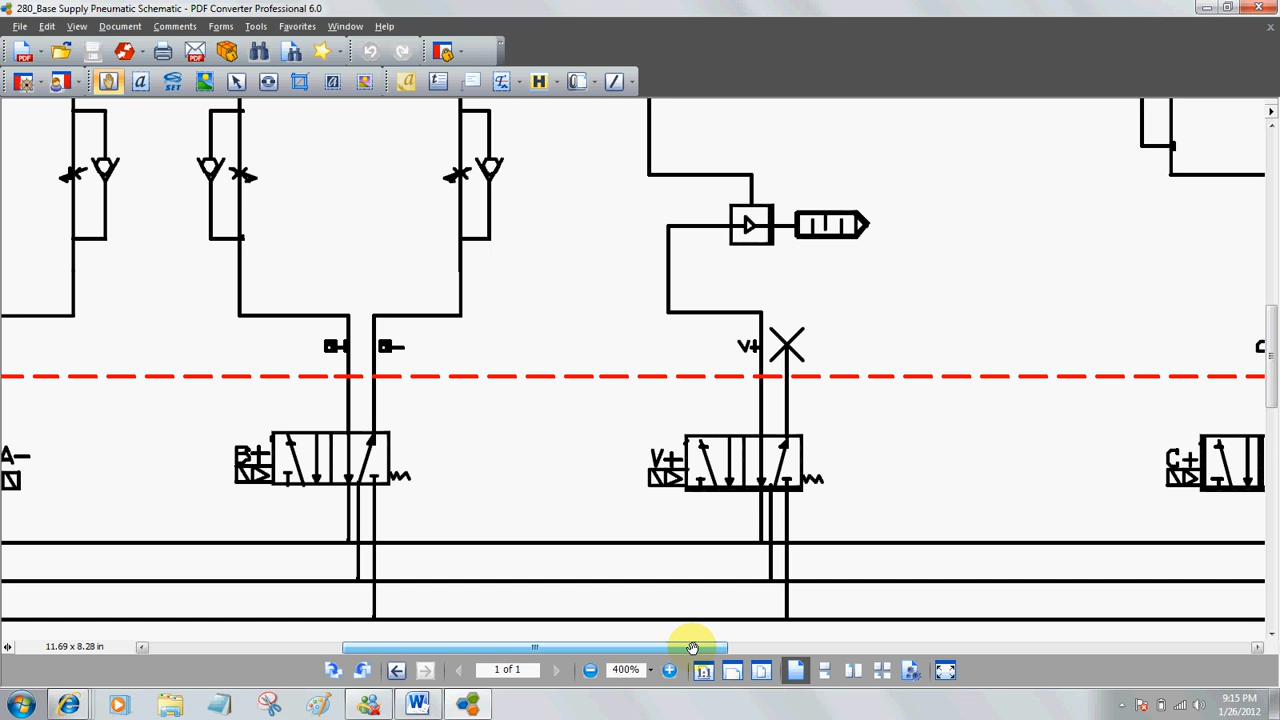 280_Base Supply Pneumatic Schematic - PDF Converter Professional 6.0
File Edit View Document Comments Forms Tools Favorites Window Help
V+
A-
B+
V+
C+
11.69 x 8.28 in
1 of 1
400%
9:15 PM
1/26/2012